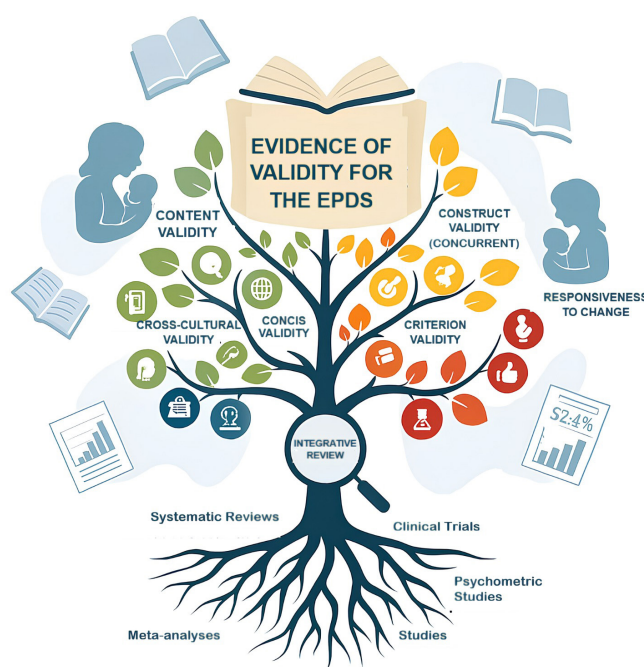 EVIDENCE OF
VALIDITY FOR
THE EPDS
CONTENT
VALIDITY
CONSTRUCT
VALIDITY
(CONCURRENT)
RESPONSIVENESS
TO CHANGE
CROSS-CULTURAL
VALIDITY
CONCIS
VALIDITY
CRITERION
VALIDITY
S2:4%
INTEGRATIVE
REVIEW
Systematic Reviews
Clinical Trials
Psychometric
Studies
Meta-analyses
Studies